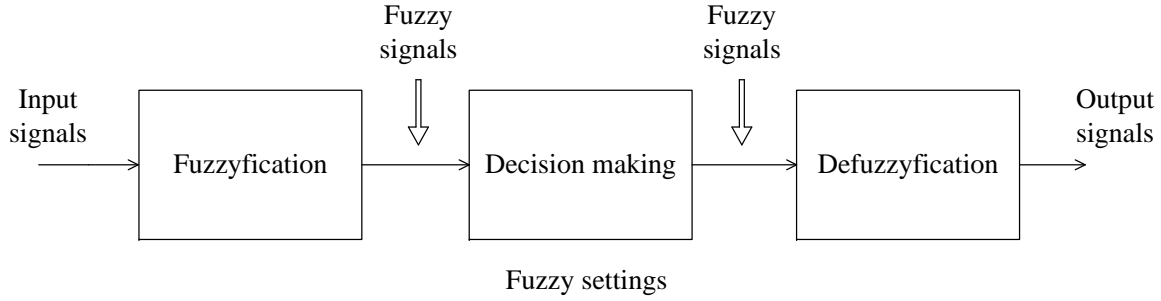 Fuzzy
signals
Fuzzy
signals
Input
signals
Output
signals
Fuzzyfication
Decision making
Defuzzyfication
Fuzzy settings